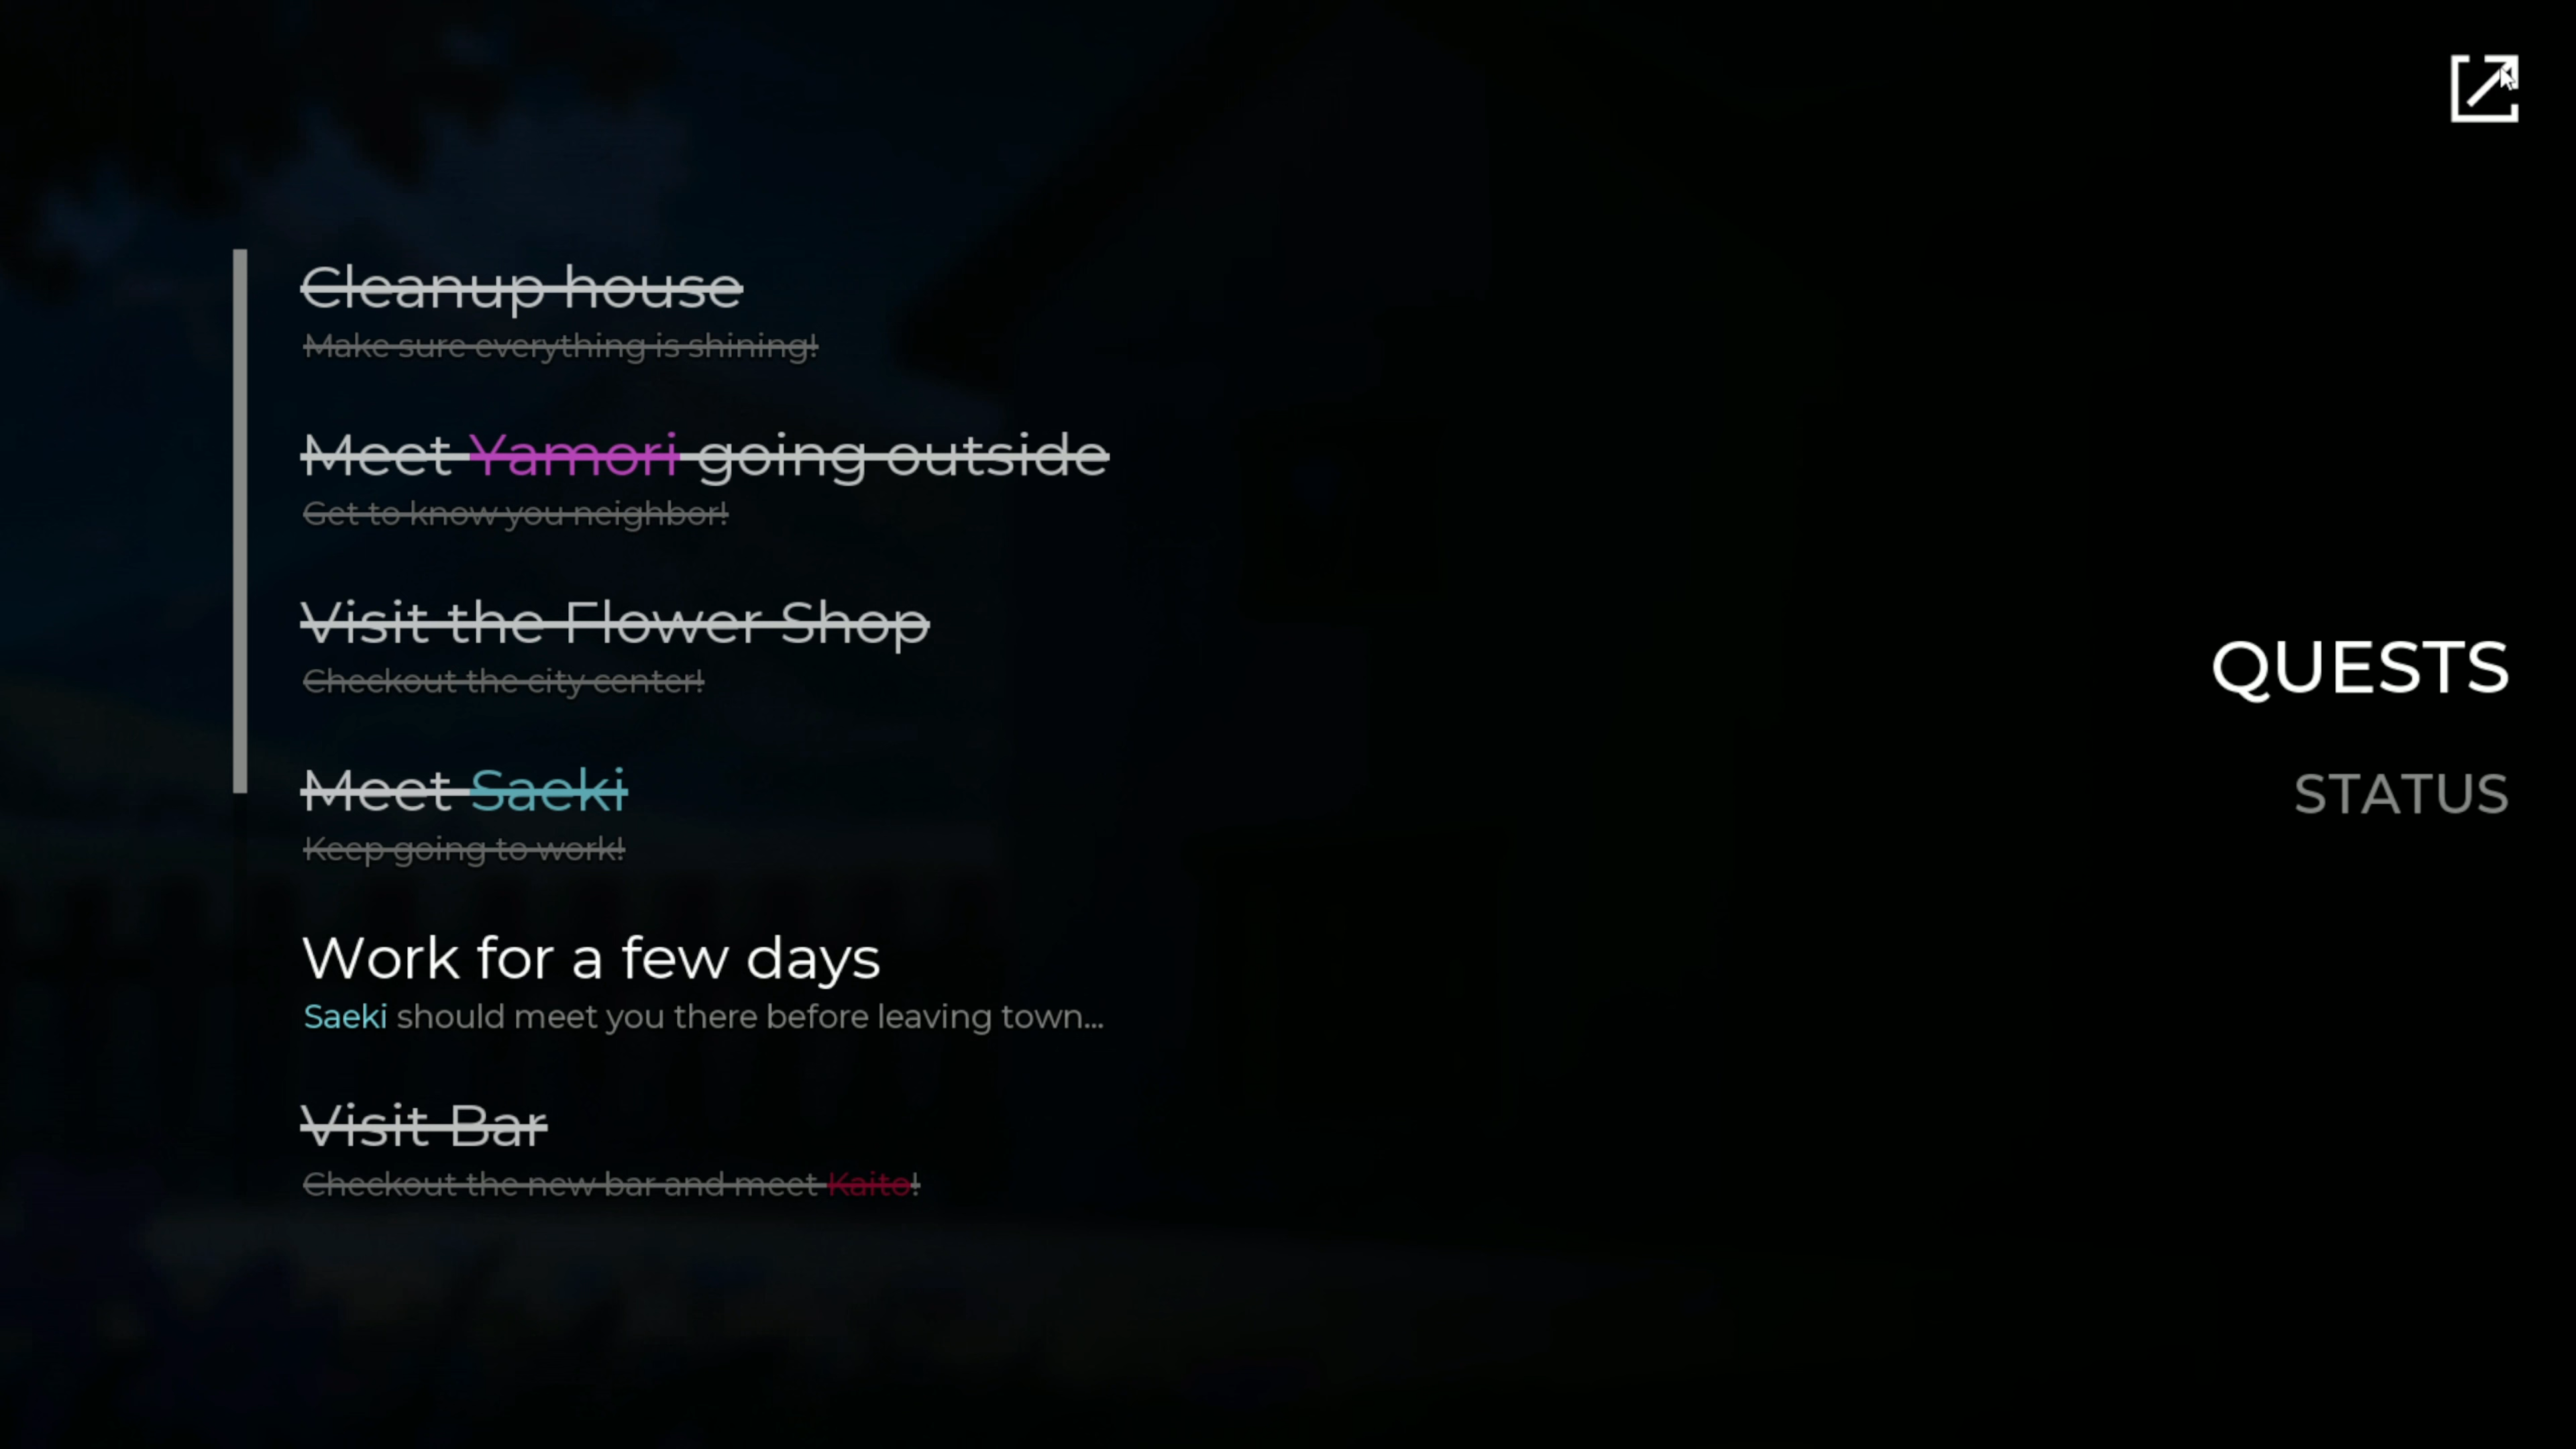 Cleanup house
Make sure everything is shining!
Meet Yamori going outside
Get to know you neighbor!
Visit the Flower Shop
Checkout the city center!
Meet Saeki
Keep going to work!
Work for a few days
Saeki should meet you there before leaving town...
Visit Bar
Checkout the new bar and meet Kaito!
QUESTS
STATUS